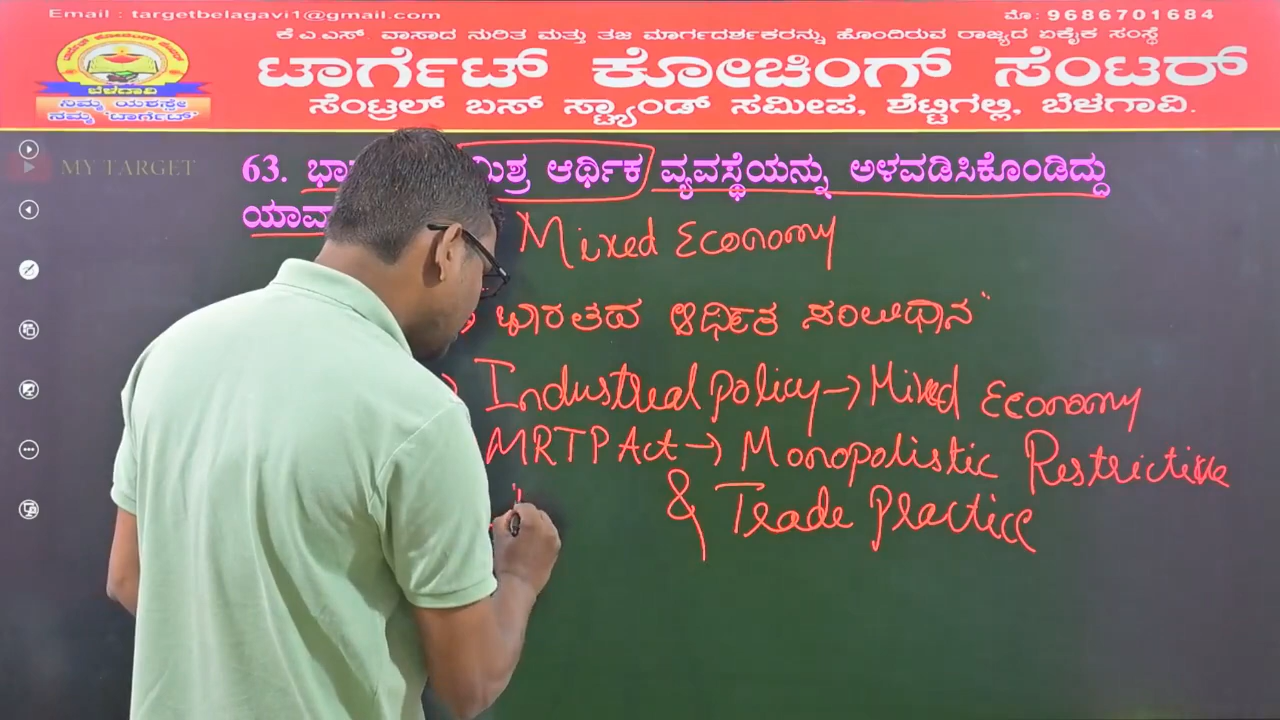 Email : targetbelagavi1@gmail.com
ಮೊ: 9686701684
ಕೆ.ಎ.ಎಸ್. ವಾಸಾದ ನುರಿತ ಮತ್ತು ತಜ್ಞ ಮಾರ್ಗದರ್ಶಕರನ್ನು ಹೊಂದಿರುವ ರಾಜ್ಯದ ಏಕೈಕ ಸಂಸ್ಥೆ
ಟಾರ್ಗೆಟ್ ಕೋಚಿಂಗ್ ಸೆಂಟರ್
ಸೆಂಟ್ರಲ್ ಬಸ್ ಸ್ಟ್ಯಾಂಡ್ ಸಮೀಪ, ಶೆಟ್ಟಿಗಲ್ಲಿ, ಬೆಳಗಾವಿ.
ಬೆಳಗಾವಿ
ನಿಮ್ಮ ಯಶಸ್ಸೇ
ನಮ್ಮ 'ಟಾರ್ಗೆಟ್'
MY TARGET
63. ಆರ್ಥಿಕ ವ್ಯವಸ್ಥೆಯನ್ನು ಅಳವಡಿಸಿಕೊಂಡಿದ್ದು
Mixed Economy
ಭಾರತದ ಆರ್ಥಿಕ ಸಂವಿಧಾನ"
Industrial policy → Mixed Economy
MRTP Act → Monopolistic Restrictive
& Trade Practice